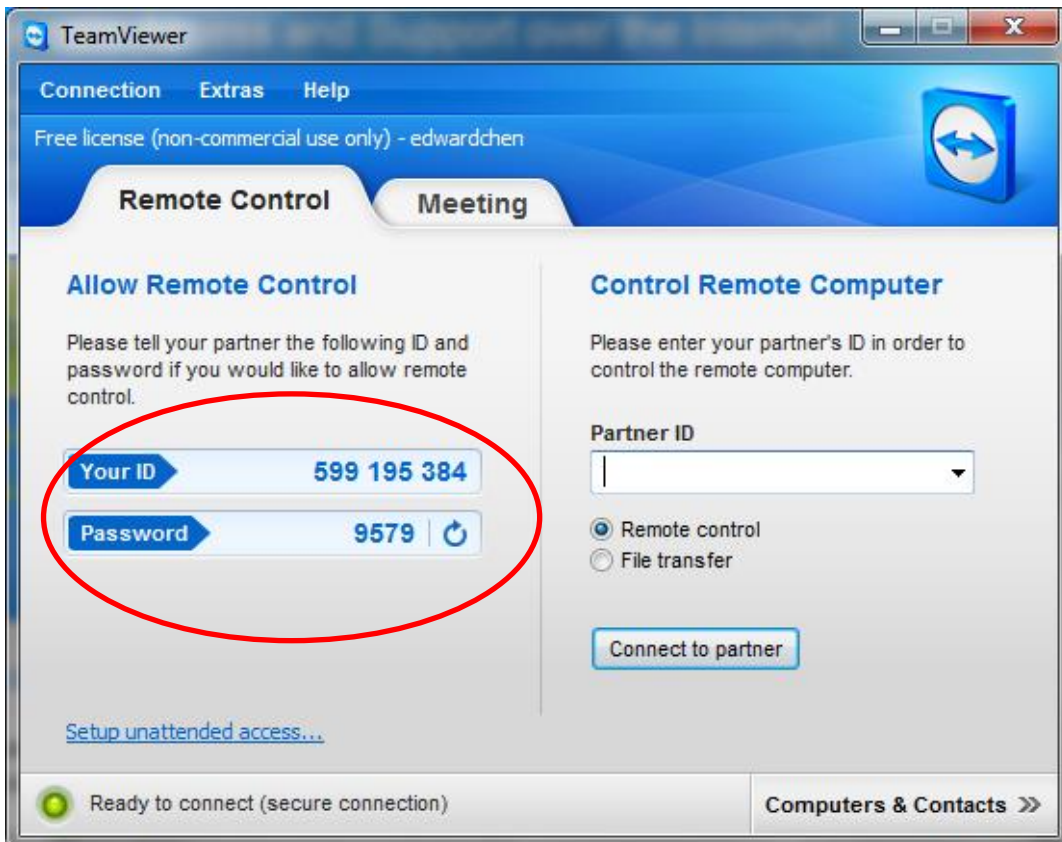 TeamViewer
Connection Extras Help
Free license (non-commercial use only) - edwardchen
Remote Control Meeting
Allow Remote Control
Please tell your partner the following ID and
password if you would like to allow remote
control.
Your ID 599 195 384
Password 9579
Setup unattended access...
Control Remote Computer
Please enter your partner's ID in order to
control the remote computer.
Partner ID
Remote control
File transfer
Connect to partner
Ready to connect (secure connection)
Computers & Contacts >>